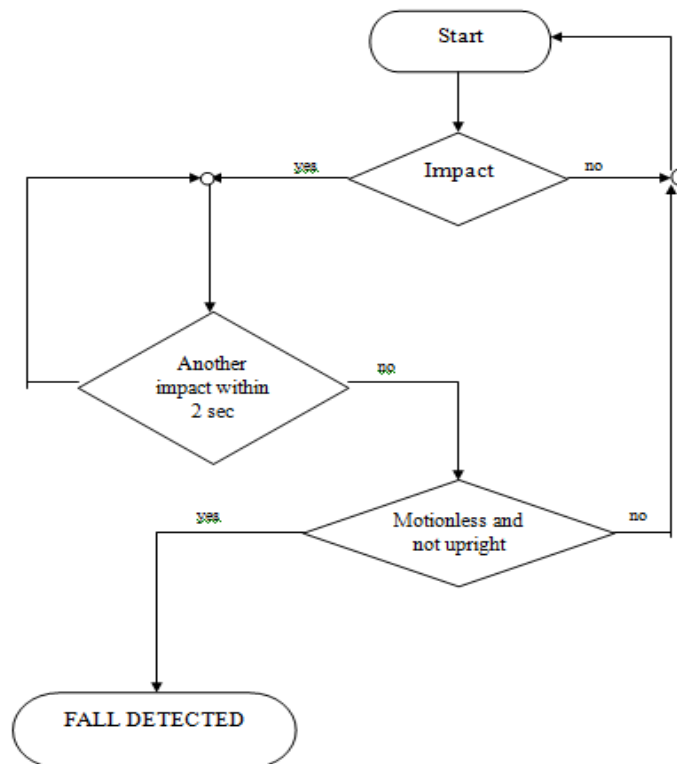 Start
Impact
yes
no
Another
impact within
2 sec
no
Motionless and
not upright
yes
no
FALL DETECTED